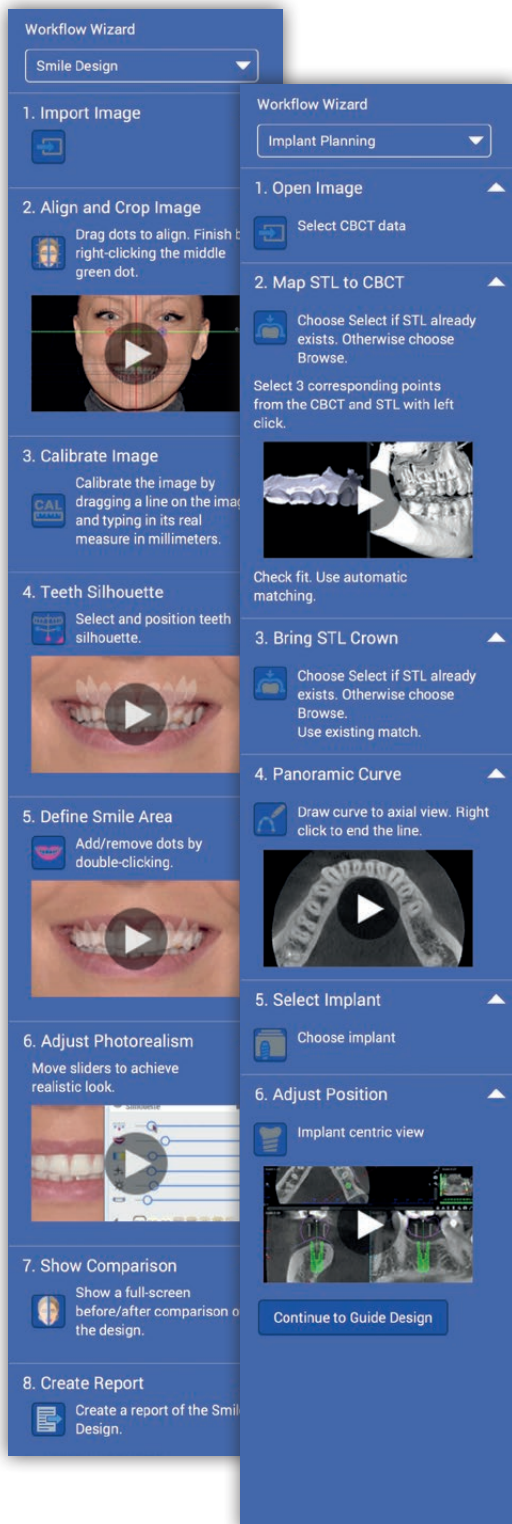 Workflow Wizard
Smile Design
1. Import Image
2. Align and Crop Image
Drag dots to align. Finish
right-clicking the middle
green dot.
3. Calibrate Image
CAL
Calibrate the image by
dragging a line on the
and typing in its real
measure in millimeters.
4. Teeth Silhouette
Select and position teeth
silhouette.
5. Define Smile Area
Add/remove dots by
double-clicking.
6. Adjust Photorealism
Move sliders to achieve
realistic look.
Silhouette
7. Show Comparison
Show a full-screen
before/after comparison
the design.
8. Create Report
Create a report of the
Design.
Workflow Wizard
Implant Planning
1. Open Image
Select CBCT data
2. Map STL to CBCT
Choose Select if STL already
exists. Otherwise choose
Browse.
Select 3 corresponding points
from the CBCT and STL with left
click.
Check fit. Use automatic
matching.
3. Bring STL Crown
Choose Select if STL already
exists. Otherwise choose
Browse.
Use existing match.
4. Panoramic Curve
Draw curve to axial view. Right
click to end the line.
5. Select Implant
Choose implant
6. Adjust Position
Implant centric view
Continue to Guide Design